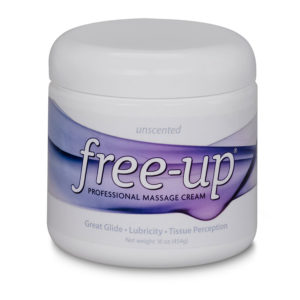 unscented
free-up®
PROFESSIONAL MASSAGE CREAM
Great Glide • Lubricity • Tissue Perception
Net weight 16 oz (454g)